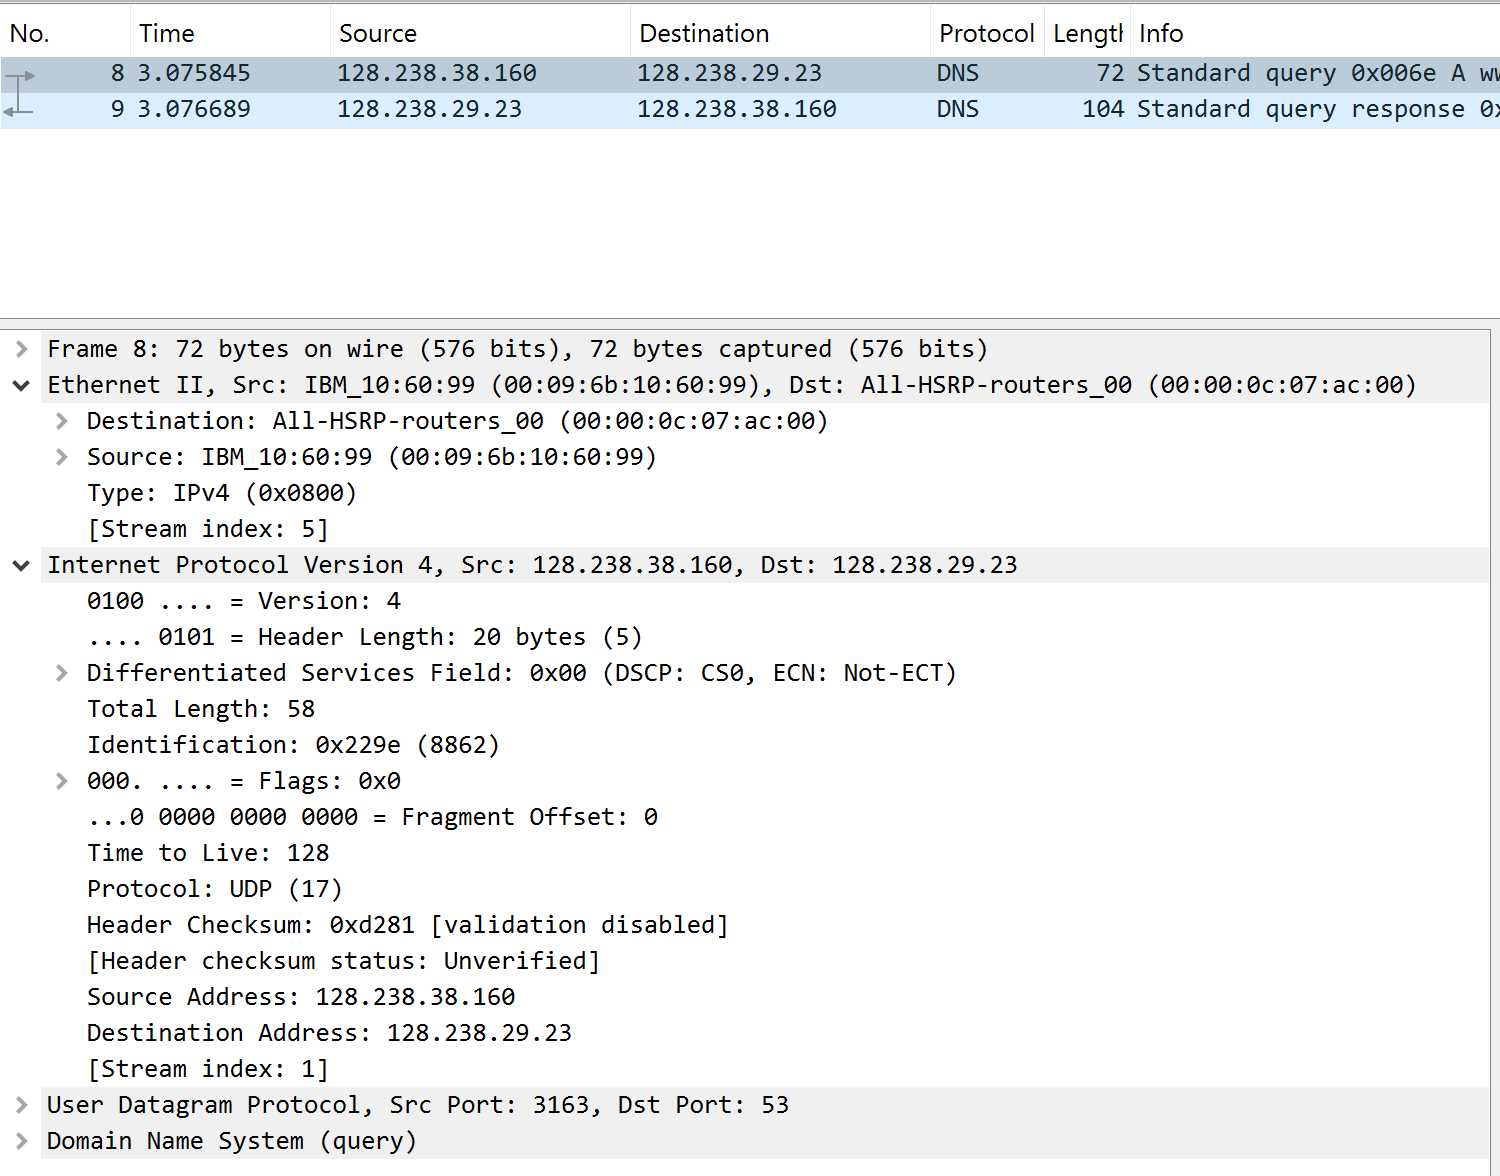 No. Time Source Destination Protocol Length Info
8 3.075845 128.238.38.160 128.238.29.23 DNS 72 Standard query 0x006e A ww
9 3.076689 128.238.29.23 128.238.38.160 DNS 104 Standard query response 0x
Frame 8: 72 bytes on wire (576 bits), 72 bytes captured (576 bits)
Ethernet II, Src: IBM_10:60:99 (00:09:6b:10:60:99), Dst: All-HSRP-routers_00 (00:00:0c:07:ac:00)
Destination: All-HSRP-routers_00 (00:00:0c:07:ac:00)
Source: IBM_10:60:99 (00:09:6b:10:60:99)
Type: IPv4 (0x0800)
[Stream index: 5]
Internet Protocol Version 4, Src: 128.238.38.160, Dst: 128.238.29.23
0100 .... = Version: 4
.... 0101 = Header Length: 20 bytes (5)
Differentiated Services Field: 0x00 (DSCP: CS0, ECN: Not-ECT)
Total Length: 58
Identification: 0x229e (8862)
000. .... = Flags: 0x0
...0 0000 0000 0000 = Fragment Offset: 0
Time to Live: 128
Protocol: UDP (17)
Header Checksum: 0xd281 [validation disabled]
[Header checksum status: Unverified]
Source Address: 128.238.38.160
Destination Address: 128.238.29.23
[Stream index: 1]
User Datagram Protocol, Src Port: 3163, Dst Port: 53
Domain Name System (query)